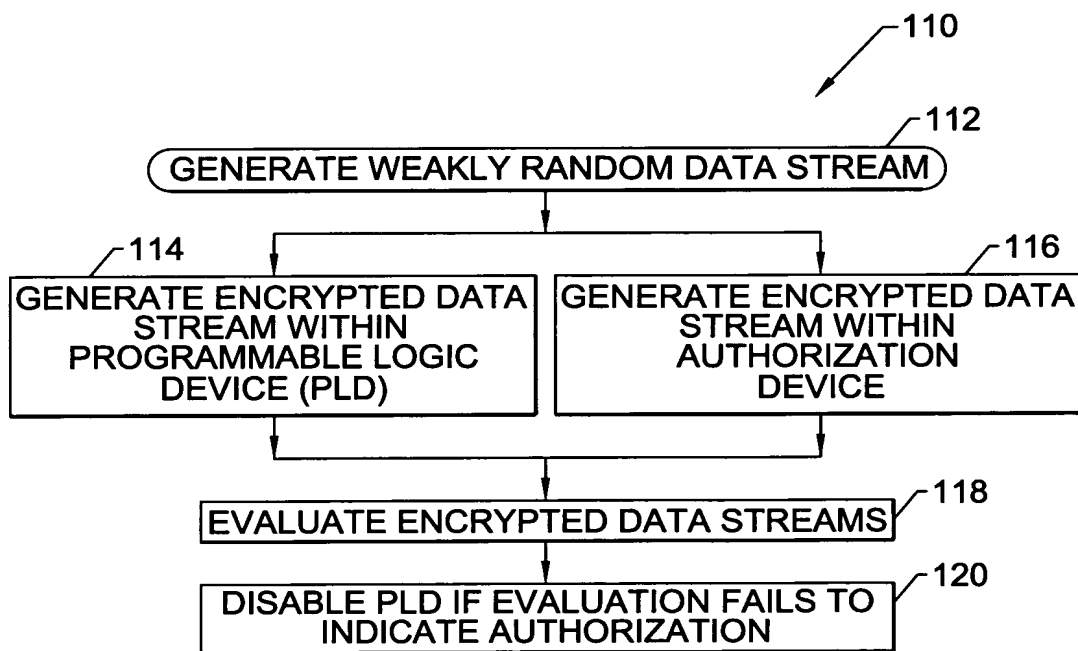 110
112
GENERATE WEAKLY RANDOM DATA STREAM
114
116
GENERATE ENCRYPTED DATA
STREAM WITHIN
PROGRAMMABLE LOGIC
DEVICE (PLD)
GENERATE ENCRYPTED DATA
STREAM WITHIN
AUTHORIZATION
DEVICE
118
EVALUATE ENCRYPTED DATA STREAMS
120
DISABLE PLD IF EVALUATION FAILS TO
INDICATE AUTHORIZATION